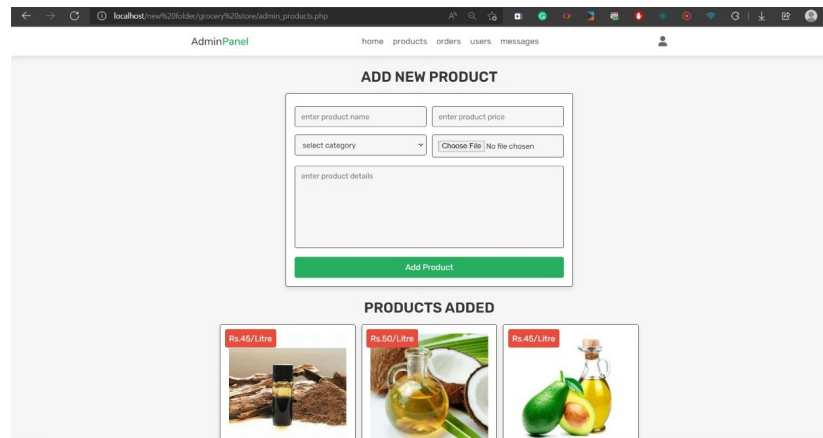 localhost/new%20folder/grocery%20store/admin_products.php
AdminPanel home products orders users messages
ADD NEW PRODUCT
enter product name enter product price
select category Choose File No file chosen
enter product details
Add Product
PRODUCTS ADDED
Rs.45/Litre Rs.50/Litre Rs.45/Litre